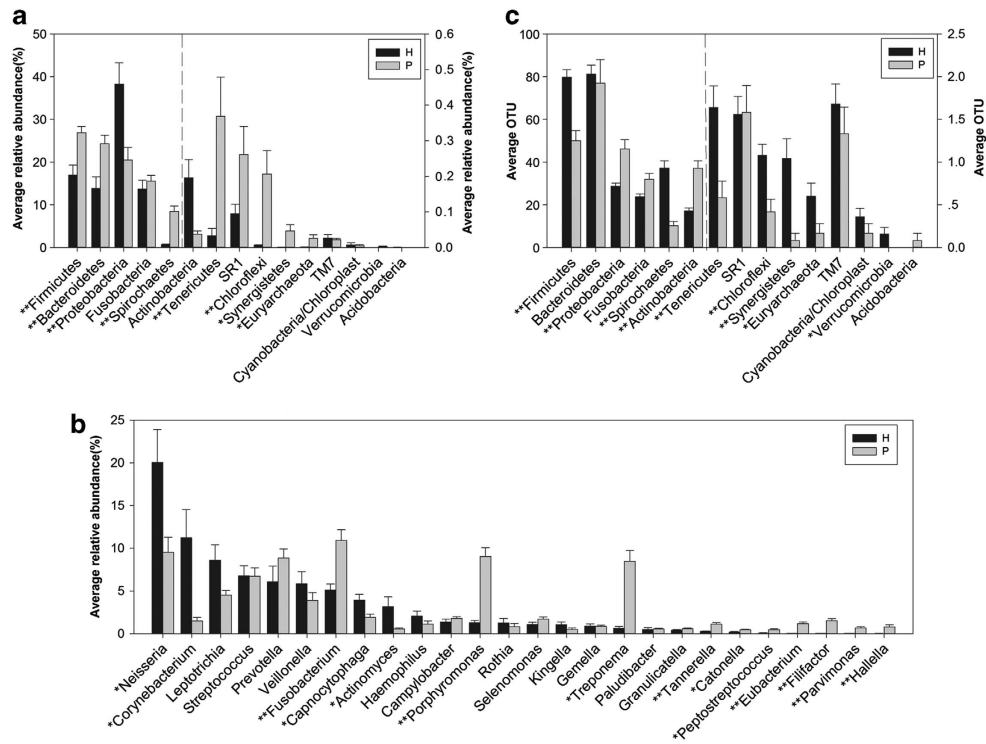 a
Average relative abundance(%)
50
40
30
20
10
0
H
P
0.6
0.5
0.4
0.3
0.2
0.1
0.0
Average relative abundance(%)
**Firmicutes
**Bacteroidetes
**Proteobacteria
Fusobacteria
**Spirochaetes
Actinobacteria
**Tenericutes
SR1
**Chloroflexi
*Synergistetes
*Euryarchaeota
TM7
Cyanobacteria/Chloroplast
Verrucomicrobia
Acidobacteria
c
Average OTU
100
80
60
40
20
0
H
P
2.5
2.0
1.5
1.0
.5
0.0
Average OTU
**Firmicutes
Bacteroidetes
**Proteobacteria
Fusobacteria
**Spirochaetes
**Actinobacteria
**Tenericutes
SR1
**Chloroflexi
**Synergistetes
*Euryarchaeota
TM7
Cyanobacteria/Chloroplast
*Verrucomicrobia
Acidobacteria
b
Average relative abundance(%)
25
20
15
10
5
0
H
P
*Neisseria
*Corynebacterium
Leptotrichia
Streptococcus
Prevotella
Veillonella
**Fusobacterium
*Capnocytophaga
*Actinomyces
Haemophilus
Campylobacter
**Porphyromonas
Rothia
Selenomonas
Kingella
Gemella
*Treponema
Paludibacter
Granulicatella
**Tannerella
*Catonella
*Peptostreptococcus
**Eubacterium
**Filifactor
**Parvimonas
**Hallella